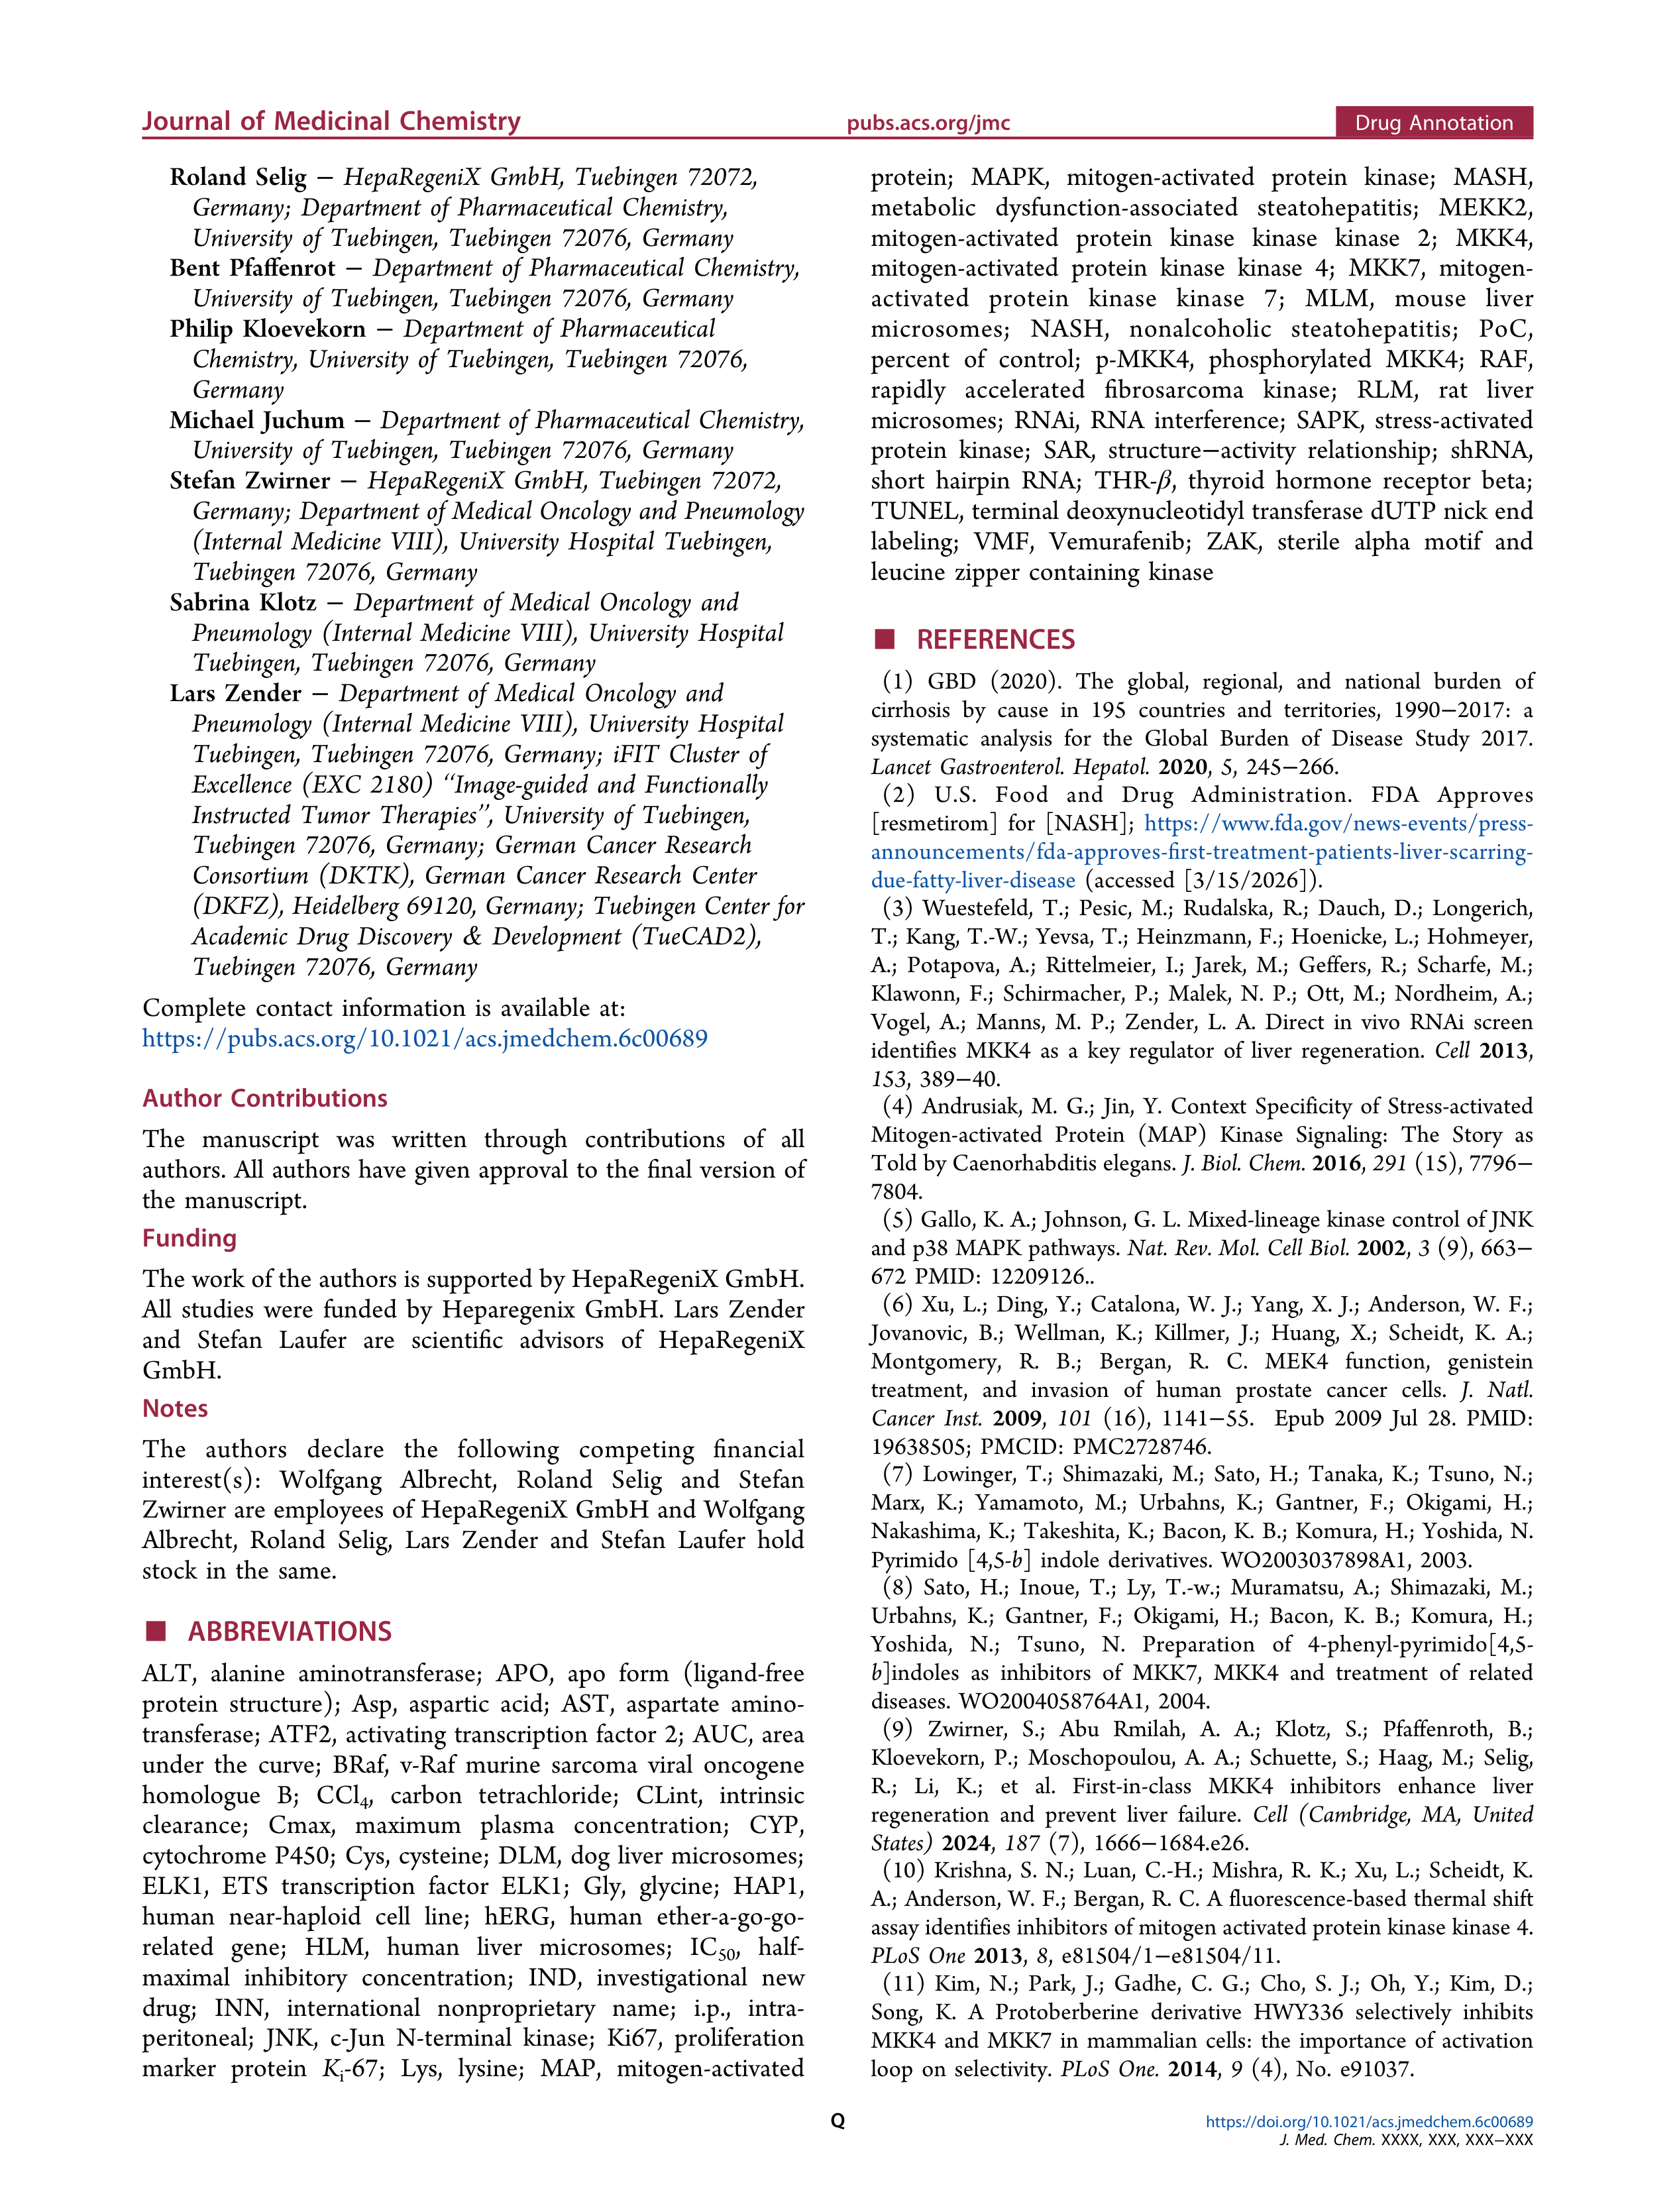 Journal of Medicinal Chemistry
pubs.acs.org/jmc
Drug Annotation
Roland Selig − HepaRegeniX GmbH, Tuebingen 72072,
Germany; Department of Pharmaceutical Chemistry,
University of Tuebingen, Tuebingen 72076, Germany
Bent Pfaffenrot − Department of Pharmaceutical Chemistry,
University of Tuebingen, Tuebingen 72076, Germany
Philip Kloevekorn − Department of Pharmaceutical
Chemistry, University of Tuebingen, Tuebingen 72076,
Germany
Michael Juchum − Department of Pharmaceutical Chemistry,
University of Tuebingen, Tuebingen 72076, Germany
Stefan Zwirner − HepaRegeniX GmbH, Tuebingen 72072,
Germany; Department of Medical Oncology and Pneumology
(Internal Medicine VIII), University Hospital Tuebingen,
Tuebingen 72076, Germany
Sabrina Klotz − Department of Medical Oncology and
Pneumology (Internal Medicine VIII), University Hospital
Tuebingen, Tuebingen 72076, Germany
Lars Zender − Department of Medical Oncology and
Pneumology (Internal Medicine VIII), University Hospital
Tuebingen, Tuebingen 72076, Germany; iFIT Cluster of
Excellence (EXC 2180) “Image-guided and Functionally
Instructed Tumor Therapies”, University of Tuebingen,
Tuebingen 72076, Germany; German Cancer Research
Consortium (DKTK), German Cancer Research Center
(DKFZ), Heidelberg 69120, Germany; Tuebingen Center for
Academic Drug Discovery & Development (TueCAD2),
Tuebingen 72076, Germany
Complete contact information is available at:
https://pubs.acs.org/10.1021/acs.jmedchem.6c00689
Author Contributions
The manuscript was written through contributions of all
authors. All authors have given approval to the final version of
the manuscript.
Funding
The work of the authors is supported by HepaRegeniX GmbH.
All studies were funded by Heparegenix GmbH. Lars Zender
and Stefan Laufer are scientific advisors of HepaRegeniX
GmbH.
Notes
The authors declare the following competing financial
interest(s): Wolfgang Albrecht, Roland Selig and Stefan
Zwirner are employees of HepaRegeniX GmbH and Wolfgang
Albrecht, Roland Selig, Lars Zender and Stefan Laufer hold
stock in the same.
■ ABBREVIATIONS
ALT, alanine aminotransferase; APO, apo form (ligand-free
protein structure); Asp, aspartic acid; AST, aspartate amino-
transferase; ATF2, activating transcription factor 2; AUC, area
under the curve; BRaf, v-Raf murine sarcoma viral oncogene
homologue B; CCl4, carbon tetrachloride; CLint, intrinsic
clearance; Cmax, maximum plasma concentration; CYP,
cytochrome P450; Cys, cysteine; DLM, dog liver microsomes;
ELK1, ETS transcription factor ELK1; Gly, glycine; HAP1,
human near-haploid cell line; hERG, human ether-a-go-go-
related gene; HLM, human liver microsomes; IC50, half-
maximal inhibitory concentration; IND, investigational new
drug; INN, international nonproprietary name; i.p., intra-
peritoneal; JNK, c-Jun N-terminal kinase; Ki67, proliferation
marker protein Ki-67; Lys, lysine; MAP, mitogen-activated
protein; MAPK, mitogen-activated protein kinase; MASH,
metabolic dysfunction-associated steatohepatitis; MEKK2,
mitogen-activated protein kinase kinase kinase 2; MKK4,
mitogen-activated protein kinase kinase 4; MKK7, mitogen-
activated protein kinase kinase 7; MLM, mouse liver
microsomes; NASH, nonalcoholic steatohepatitis; PoC,
percent of control; p-MKK4, phosphorylated MKK4; RAF,
rapidly accelerated fibrosarcoma kinase; RLM, rat liver
microsomes; RNAi, RNA interference; SAPK, stress-activated
protein kinase; SAR, structure−activity relationship; shRNA,
short hairpin RNA; THR-β, thyroid hormone receptor beta;
TUNEL, terminal deoxynucleotidyl transferase dUTP nick end
labeling; VMF, Vemurafenib; ZAK, sterile alpha motif and
leucine zipper containing kinase
■ REFERENCES
(1) GBD (2020). The global, regional, and national burden of
cirrhosis by cause in 195 countries and territories, 1990−2017: a
systematic analysis for the Global Burden of Disease Study 2017.
Lancet Gastroenterol. Hepatol. 2020, 5, 245−266.
(2) U.S. Food and Drug Administration. FDA Approves
[resmetirom] for [NASH]; https://www.fda.gov/news-events/press-
announcements/fda-approves-first-treatment-patients-liver-scarring-
due-fatty-liver-disease (accessed [3/15/2026]).
(3) Wuestefeld, T.; Pesic, M.; Rudalska, R.; Dauch, D.; Longerich,
T.; Kang, T.-W.; Yevsa, T.; Heinzmann, F.; Hoenicke, L.; Hohmeyer,
A.; Potapova, A.; Rittelmeier, I.; Jarek, M.; Geffers, R.; Scharfe, M.;
Klawonn, F.; Schirmacher, P.; Malek, N. P.; Ott, M.; Nordheim, A.;
Vogel, A.; Manns, M. P.; Zender, L. A. Direct in vivo RNAi screen
identifies MKK4 as a key regulator of liver regeneration. Cell 2013,
153, 389−40.
(4) Andrusiak, M. G.; Jin, Y. Context Specificity of Stress-activated
Mitogen-activated Protein (MAP) Kinase Signaling: The Story as
Told by Caenorhabditis elegans. J. Biol. Chem. 2016, 291 (15), 7796−
7804.
(5) Gallo, K. A.; Johnson, G. L. Mixed-lineage kinase control of JNK
and p38 MAPK pathways. Nat. Rev. Mol. Cell Biol. 2002, 3 (9), 663−
672 PMID: 12209126..
(6) Xu, L.; Ding, Y.; Catalona, W. J.; Yang, X. J.; Anderson, W. F.;
Jovanovic, B.; Wellman, K.; Killmer, J.; Huang, X.; Scheidt, K. A.;
Montgomery, R. B.; Bergan, R. C. MEK4 function, genistein
treatment, and invasion of human prostate cancer cells. J. Natl.
Cancer Inst. 2009, 101 (16), 1141−55. Epub 2009 Jul 28. PMID:
19638505; PMCID: PMC2728746.
(7) Lowinger, T.; Shimazaki, M.; Sato, H.; Tanaka, K.; Tsuno, N.;
Marx, K.; Yamamoto, M.; Urbahns, K.; Gantner, F.; Okigami, H.;
Nakashima, K.; Takeshita, K.; Bacon, K. B.; Komura, H.; Yoshida, N.
Pyrimido [4,5-b] indole derivatives. WO2003037898A1, 2003.
(8) Sato, H.; Inoue, T.; Ly, T.-w.; Muramatsu, A.; Shimazaki, M.;
Urbahns, K.; Gantner, F.; Okigami, H.; Bacon, K. B.; Komura, H.;
Yoshida, N.; Tsuno, N. Preparation of 4-phenyl-pyrimido[4,5-
b]indoles as inhibitors of MKK7, MKK4 and treatment of related
diseases. WO2004058764A1, 2004.
(9) Zwirner, S.; Abu Rmilah, A. A.; Klotz, S.; Pfaffenroth, B.;
Kloevekorn, P.; Moschopoulou, A. A.; Schuette, S.; Haag, M.; Selig,
R.; Li, K.; et al. First-in-class MKK4 inhibitors enhance liver
regeneration and prevent liver failure. Cell (Cambridge, MA, United
States) 2024, 187 (7), 1666−1684.e26.
(10) Krishna, S. N.; Luan, C.-H.; Mishra, R. K.; Xu, L.; Scheidt, K.
A.; Anderson, W. F.; Bergan, R. C. A fluorescence-based thermal shift
assay identifies inhibitors of mitogen activated protein kinase kinase 4.
PLoS One 2013, 8, e81504/1−e81504/11.
(11) Kim, N.; Park, J.; Gadhe, C. G.; Cho, S. J.; Oh, Y.; Kim, D.;
Song, K. A Protoberberine derivative HWY336 selectively inhibits
MKK4 and MKK7 in mammalian cells: the importance of activation
loop on selectivity. PLoS One. 2014, 9 (4), No. e91037.
Q
https://doi.org/10.1021/acs.jmedchem.6c00689
J. Med. Chem. XXXX, XXX, XXX−XXX